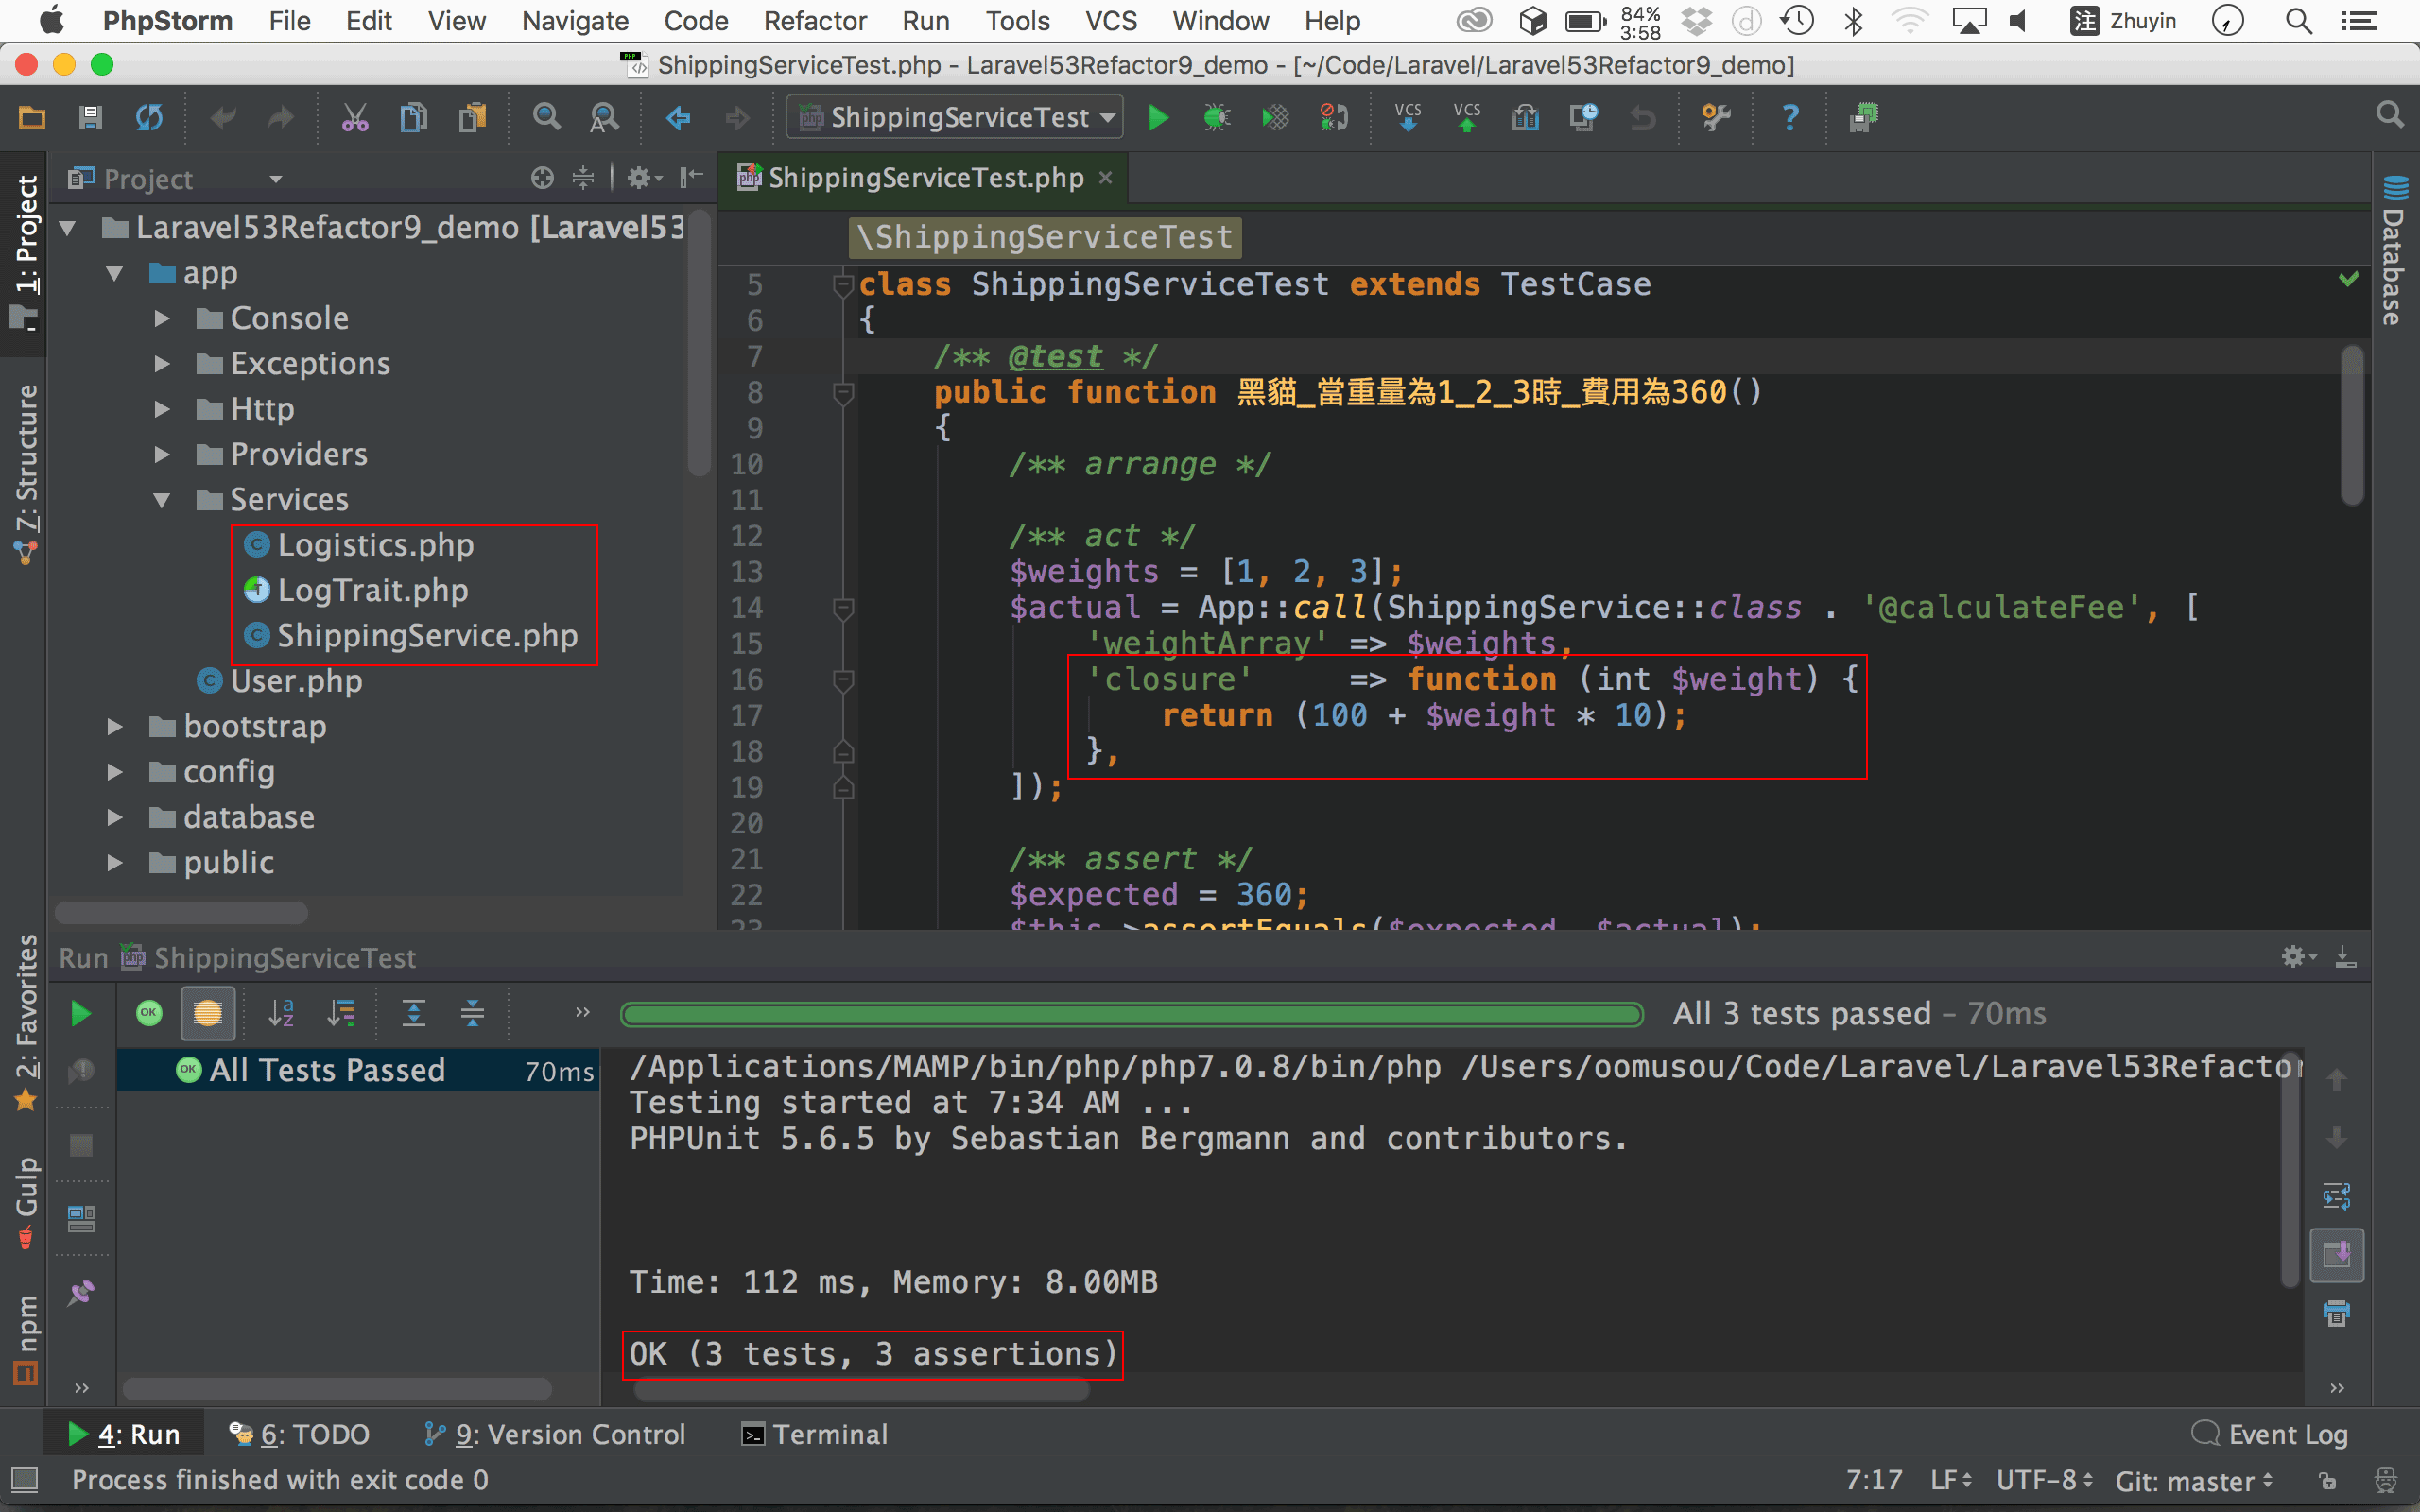 PhpStorm File Edit View Navigate Code Refactor Run Tools VCS Window Help 84% 3:58 注 Zhuyin
ShippingServiceTest.php - Laravel53Refactor9_demo - [~/Code/Laravel/Laravel53Refactor9_demo]
ShippingServiceTest VCS VCS
1: Project
7: Structure
2: Favorites
Gulp
npm
Project
Laravel53Refactor9_demo [Laravel53
app
Console
Exceptions
Http
Providers
Services
Logistics.php
LogTrait.php
ShippingService.php
User.php
bootstrap
config
database
public
ShippingServiceTest.php
\ShippingServiceTest
5 class ShippingServiceTest extends TestCase
6 {
7 /** @test */
8 public function 黑貓_當重量為1_2_3時_費用為360()
9 {
10 /** arrange */
11
12 /** act */
13 $weights = [1, 2, 3];
14 $actual = App::call(ShippingService::class . '@calculateFee', [
15 'weightArray' => $weights,
16 'closure' => function (int $weight) {
17 return (100 + $weight * 10);
18 },
19 ]);
20
21 /** assert */
22 $expected = 360;
23 $this->assertEquals($expected, $actual);
Database
Run ShippingServiceTest
All 3 tests passed – 70ms
All Tests Passed 70ms
/Applications/MAMP/bin/php/php7.0.8/bin/php /Users/oomusou/Code/Laravel/Laravel53Refactor
Testing started at 7:34 AM ...
PHPUnit 5.6.5 by Sebastian Bergmann and contributors.
Time: 112 ms, Memory: 8.00MB
OK (3 tests, 3 assertions)
4: Run 6: TODO 9: Version Control Terminal Event Log
Process finished with exit code 0 7:17 LF UTF-8 Git: master